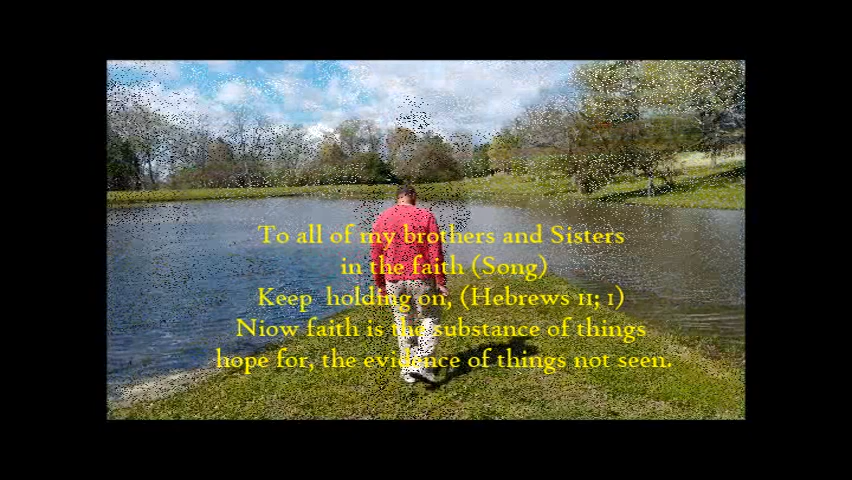 To all of my brothers and Sisters
in the faith (Song)
Keep holding on, (Hebrews 11; 1)
Niow faith is the substance of things
hope for, the evidence of things not seen.